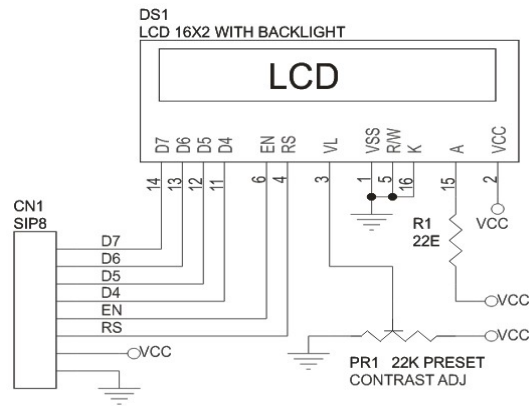 DS1
LCD 16X2 WITH BACKLIGHT
LCD
D7 D6 D5 D4 EN RS VL VSS R/W K A VCC
14 13 12 11 6 4 3 1 5 16 15 2
CN1
SIP8
VCC
R1
22E
D7
D6
D5
D4
VCC
EN
RS
VCC
VCC
PR1 22K PRESET
CONTRAST ADJ